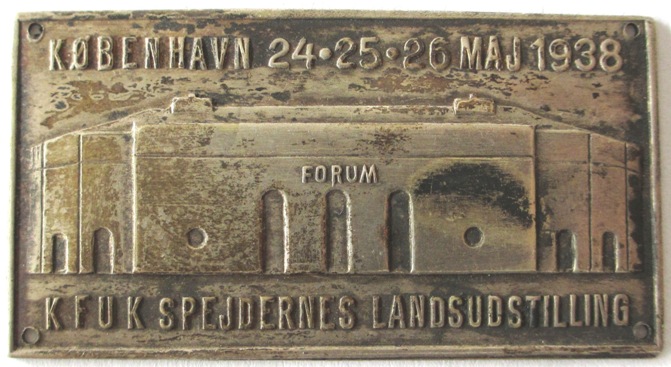 KØBENHAVN 24·25·26 MAJ 1938
FORUM
K F U K SPEJDERNES LANDSUDSTILLING